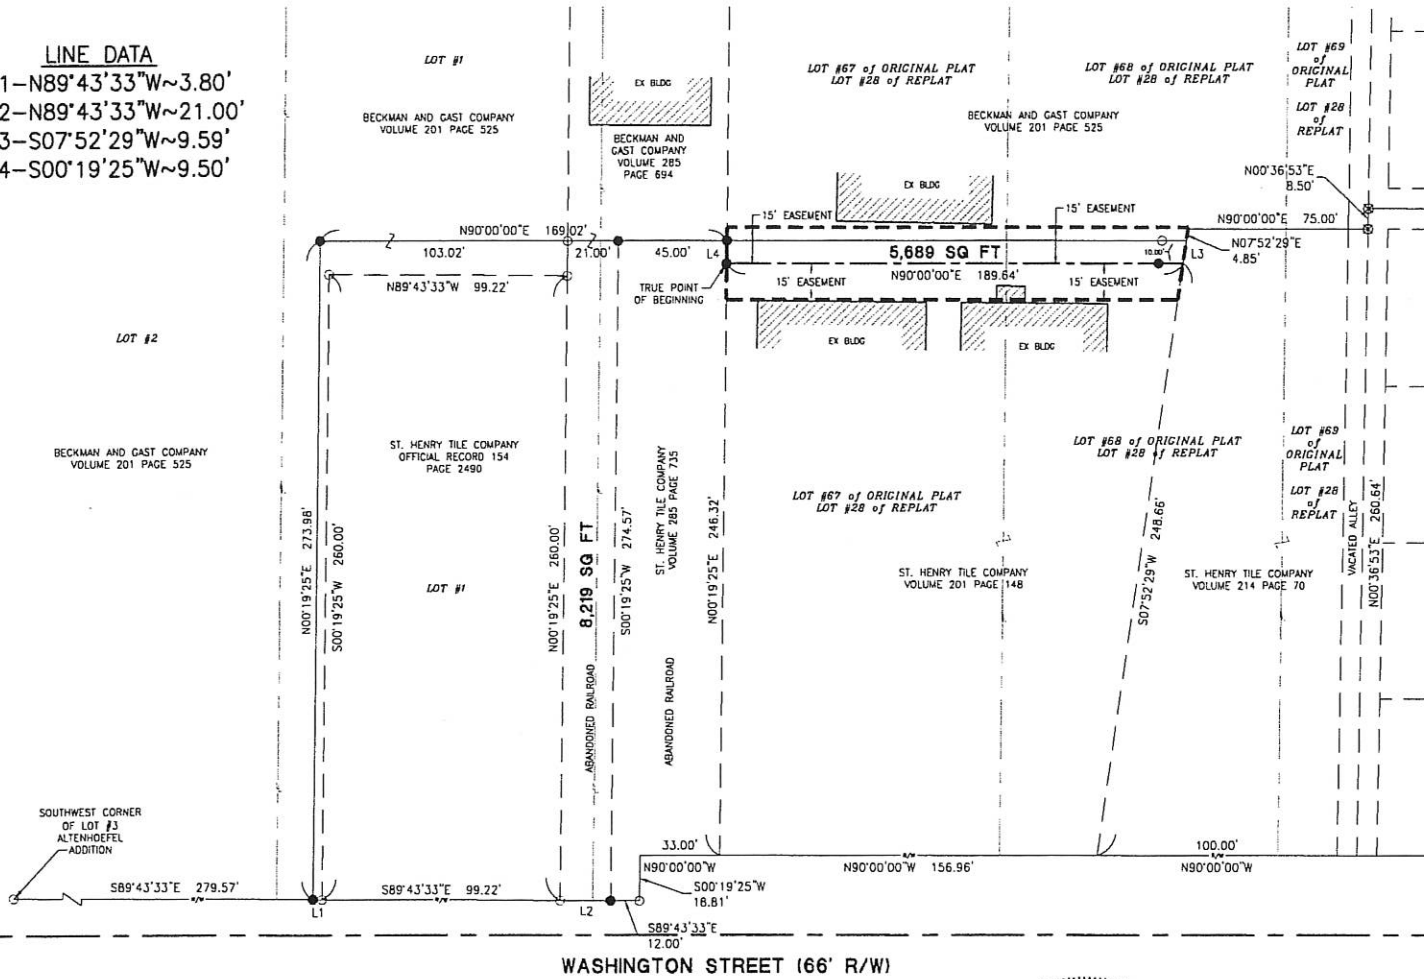 LINE DATA
1-N89°43'33"W~3.80'
2-N89°43'33"W~21.00'
3-S07°52'29"W~9.59'
4-S00°19'25"W~9.50'
LOT #1
BECKMAN AND GAST COMPANY
VOLUME 201 PAGE 525
EX BLDG
BECKMAN AND
GAST COMPANY
VOLUME 285
PAGE 694
LOT #67 of ORIGINAL PLAT
LOT #28 of REPLAT
LOT #68 of ORIGINAL PLAT
LOT #28 of REPLAT
BECKMAN AND GAST COMPANY
VOLUME 201 PAGE 525
LOT #69
of
ORIGINAL
PLAT
LOT #28
of
REPLAT
N00°36'53"E
8.50'
EX BLDG
15' EASEMENT
15' EASEMENT
N90°00'00"E 75.00'
N07°52'29"E
4.85'
N90°00'00"E 169.02'
103.02'
21.00'
45.00'
L4
5,689 SQ FT
10.00'
L3
N90°00'00"E 189.64'
N89°43'33"W 99.22'
TRUE POINT
OF BEGINNING
15' EASEMENT
15' EASEMENT
EX BLDG
EX BLDG
LOT #2
BECKMAN AND GAST COMPANY
VOLUME 201 PAGE 525
ST. HENRY TILE COMPANY
OFFICIAL RECORD 154
PAGE 2490
LOT #1
N00°19'25"E 273.98'
S00°19'25"W 260.00'
N00°19'25"E 260.00'
8,219 SQ FT
ABANDONED RAILROAD
S00°19'25"W 274.57'
ST. HENRY TILE COMPANY
VOLUME 285 PAGE 735
ABANDONED RAILROAD
N00°19'25"E 246.32'
LOT #67 of ORIGINAL PLAT
LOT #28 of REPLAT
LOT #68 of ORIGINAL PLAT
LOT #28 of REPLAT
ST. HENRY TILE COMPANY
VOLUME 201 PAGE 148
S07°52'29"W 248.66'
ST. HENRY TILE COMPANY
VOLUME 214 PAGE 70
LOT #69
of
ORIGINAL
PLAT
LOT #28
of
REPLAT
VACATED ALLEY
N00°36'53"E 260.64'
SOUTHWEST CORNER
OF LOT #3
ALTENHOEFEL
ADDITION
S89°43'33"E 279.57'
L1
S89°43'33"E 99.22'
L2
33.00'
N90°00'00"W
S00°19'25"W
18.81'
S89°43'33"E
12.00'
N90°00'00"W 156.96'
100.00'
N90°00'00"W
WASHINGTON STREET (66' R/W)